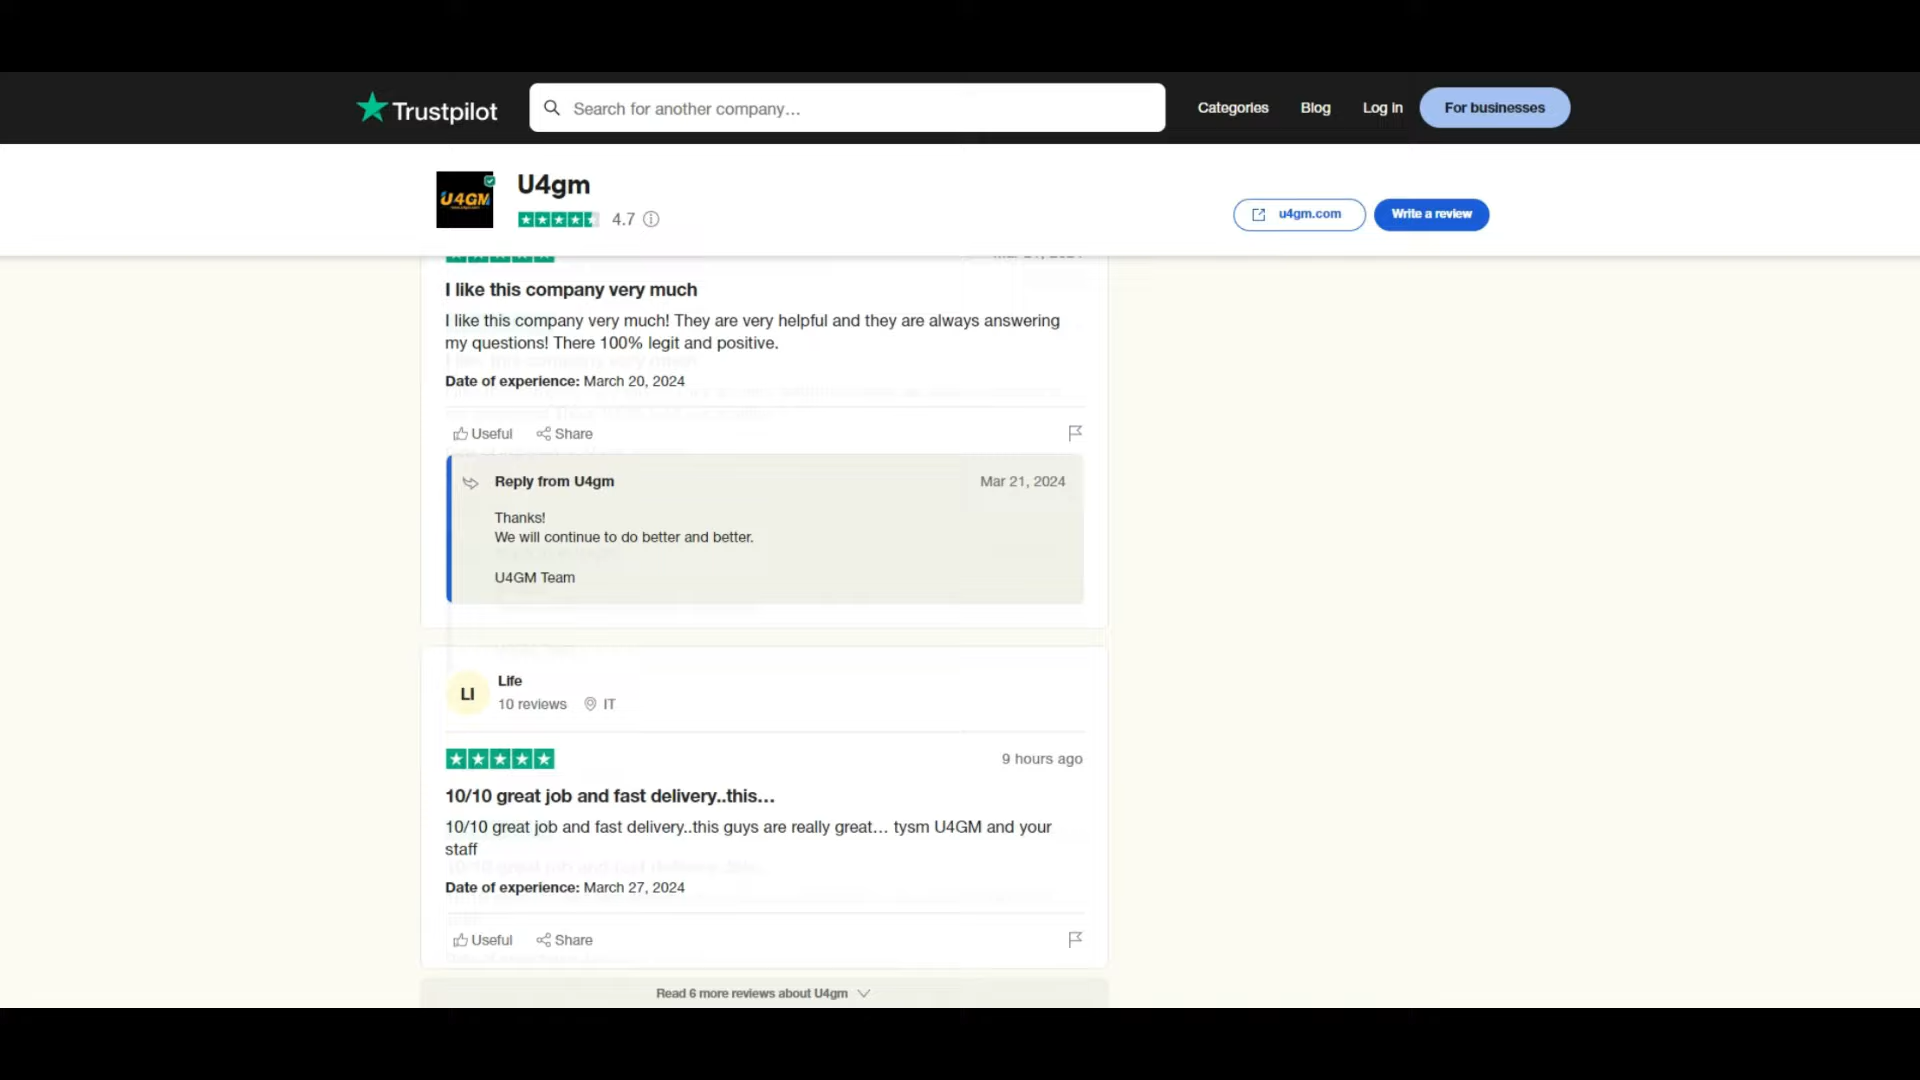 Trustpilot
Search for another company...
Categories
Blog
Log in
For businesses
U4GM
U4gm
4.7
u4gm.com
Write a review
I like this company very much
I like this company very much! They are very helpful and they are always answering
my questions! There 100% legit and positive.
Date of experience: March 20, 2024
Useful
Share
Reply from U4gm
Mar 21, 2024
Thanks!
We will continue to do better and better.
U4GM Team
LI
Life
10 reviews
IT
9 hours ago
10/10 great job and fast delivery..this…
10/10 great job and fast delivery..this guys are really great… tysm U4GM and your
staff
Date of experience: March 27, 2024
Useful
Share
Read 6 more reviews about U4gm